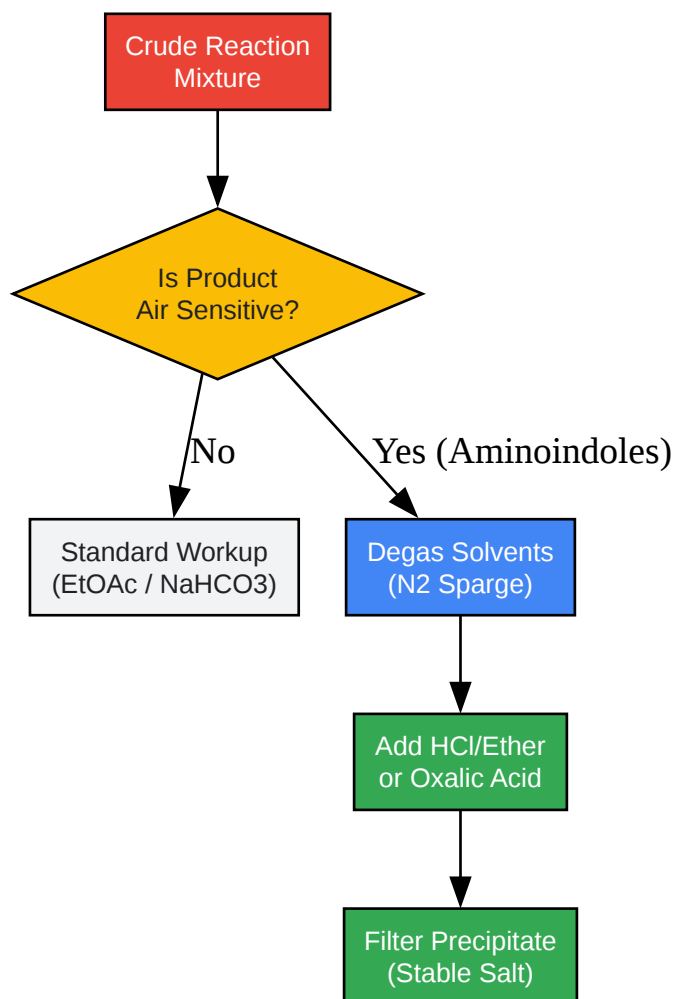 Crude Reaction
Mixture
Is Product
Air Sensitive?
No
Yes (Aminoindoles)
Standard Workup
(EtOAc / NaHCO3)
Degas Solvents
(N2 Sparge)
Add HCl/Ether
or Oxalic Acid
Filter Precipitate
(Stable Salt)